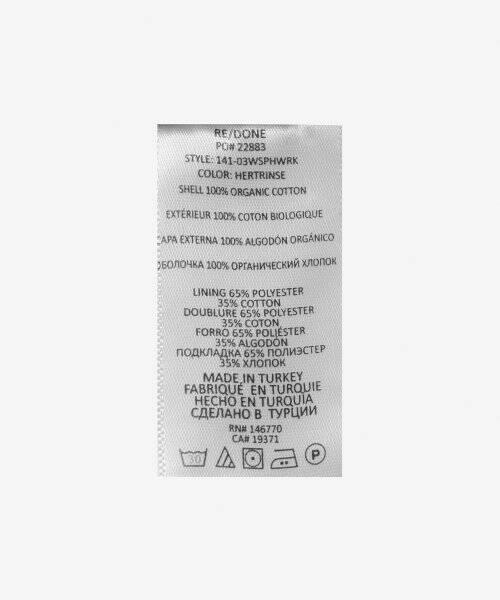 RE/DONE
PO# 22883
STYLE: 141-03WSPHWRK
COLOR: HERTRINSE
SHELL 100% ORGANIC COTTON
EXTÉRIEUR 100% COTON BIOLOGIQUE
CAPA EXTERNA 100% ALGODÓN ORGÁNICO
ОБОЛОЧКА 100% ОРГАНИЧЕСКИЙ ХЛОПОК
LINING 65% POLYESTER
35% COTTON
DOUBLURE 65% POLYESTER
35% COTON
FORRO 65% POLIÉSTER
35% ALGODÓN
ПОДКЛАДКА 65% ПОЛИЭСТЕР
35% ХЛОПОК
MADE IN TURKEY
FABRIQUÉ EN TURQUIE
HECHO EN TURQUÍA
СДЕЛАНО В ТУРЦИИ
RN# 146770
CA# 19371
30 P